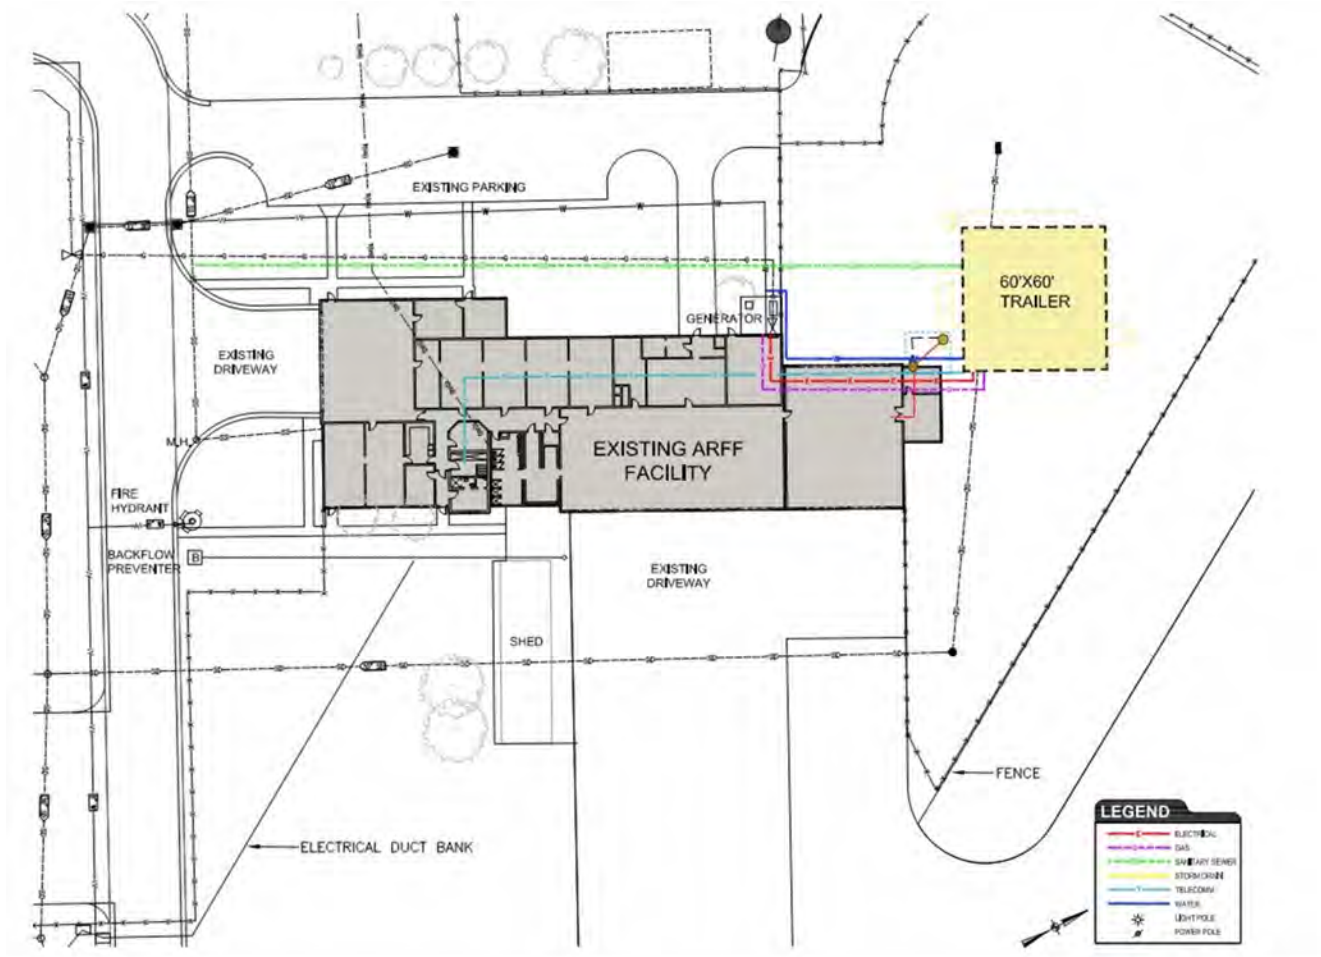 EXISTING PARKING
60'X60'
TRAILER
GENERATOR
EXISTING
DRIVEWAY
EXISTING ARFF
FACILITY
M.H.
FIRE
HYDRANT
BACKFLOW
PREVENTER
B
EXISTING
DRIVEWAY
SHED
FENCE
ELECTRICAL DUCT BANK
LEGEND
ELECTRICAL
GAS
SANITARY SEWER
STORM DRAIN
TELECOMM
WATER
LIGHT POLE
POWER POLE